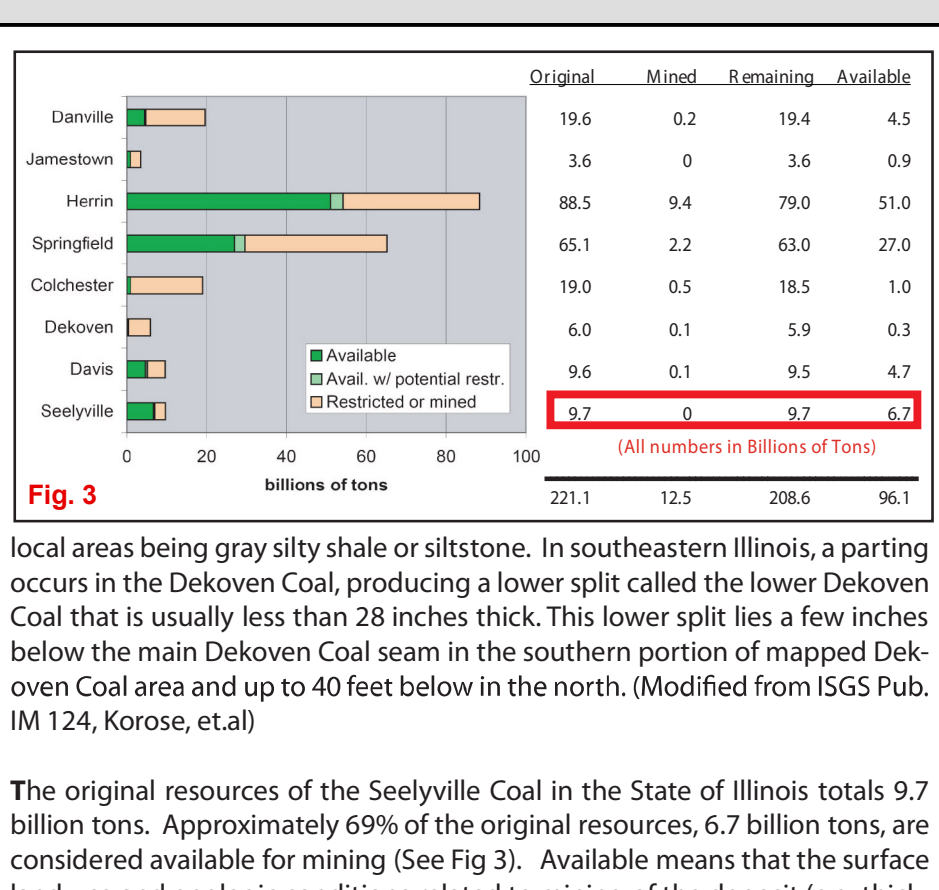 Original Mined Remaining Available
Danville 19.6 0.2 19.4 4.5
Jamestown 3.6 0 3.6 0.9
Herrin 88.5 9.4 79.0 51.0
Springfield 65.1 2.2 63.0 27.0
Colchester 19.0 0.5 18.5 1.0
Dekoven 6.0 0.1 5.9 0.3
Available
Davis 9.6 0.1 9.5 4.7
Avail. w/ potential restr.
Restricted or mined
Seelyville 9.7 0 9.7 6.7
0 20 40 60 80 100
(All numbers in Billions of Tons)
billions of tons
Fig. 3
221.1 12.5 208.6 96.1
local areas being gray silty shale or siltstone. In southeastern Illinois, a parting
occurs in the Dekoven Coal, producing a lower split called the lower Dekoven
Coal that is usually less than 28 inches thick. This lower split lies a few inches
below the main Dekoven Coal seam in the southern portion of mapped Dek-
oven Coal area and up to 40 feet below in the north. (Modified from ISGS Pub.
IM 124, Korose, et.al)
The original resources of the Seelyville Coal in the State of Illinois totals 9.7
billion tons. Approximately 69% of the original resources, 6.7 billion tons, are
considered available for mining (See Fig 3). Available means that the surface